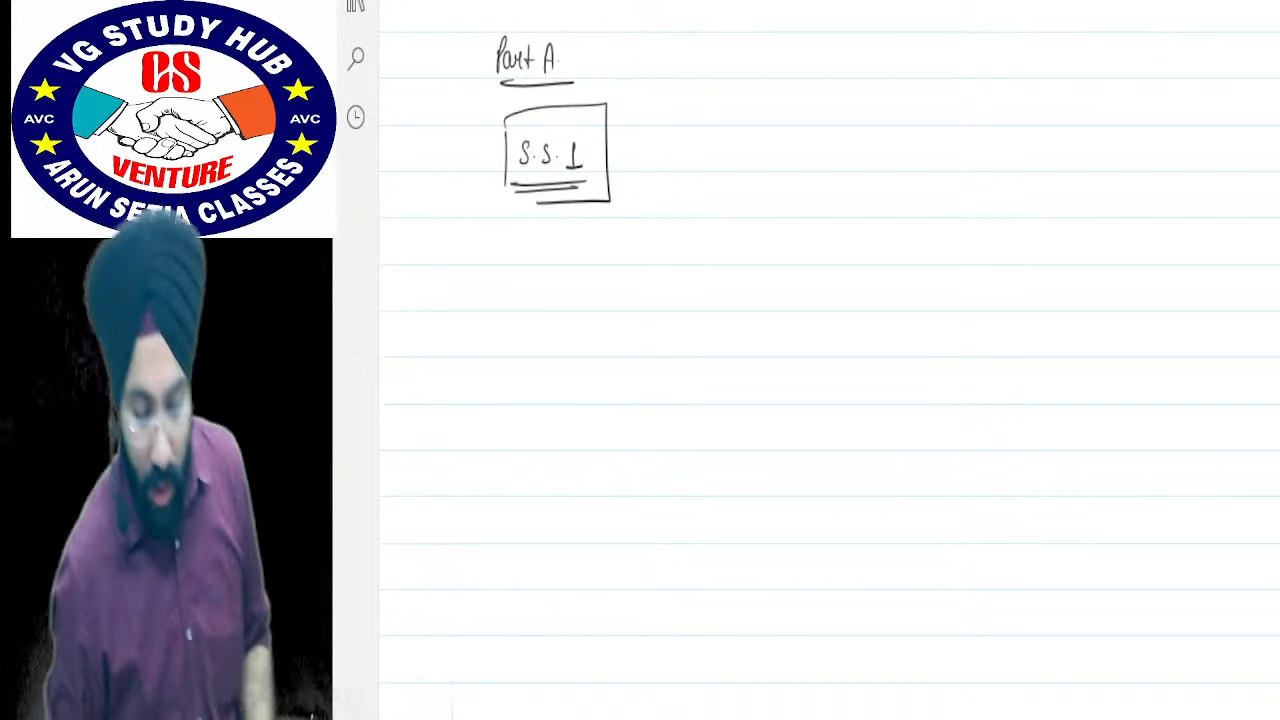 VG STUDY HUB
CS
AVC
AVC
VENTURE
ARUN SETIA CLASSES
Part A.
S.S. 1